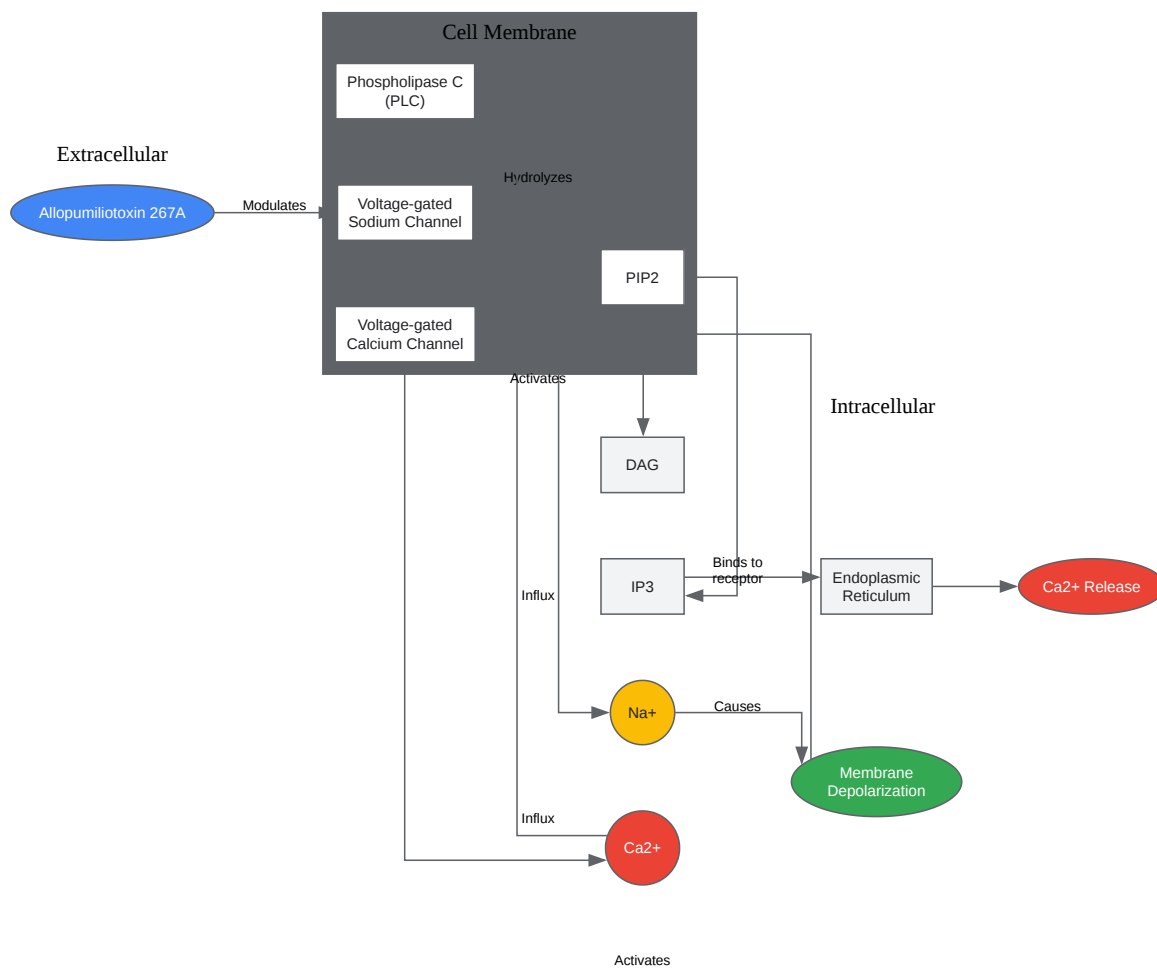 Cell Membrane
Phospholipase C
(PLC)
Extracellular
Hydrolyzes
Allopumiliotoxin 267A
Modulates
Voltage-gated
Sodium Channel
PIP2
Voltage-gated
Calcium Channel
Activates
Intracellular
DAG
IP3
Binds to
receptor
Endoplasmic
Reticulum
Ca2+ Release
Influx
Na+
Causes
Membrane
Depolarization
Influx
Ca2+
Activates